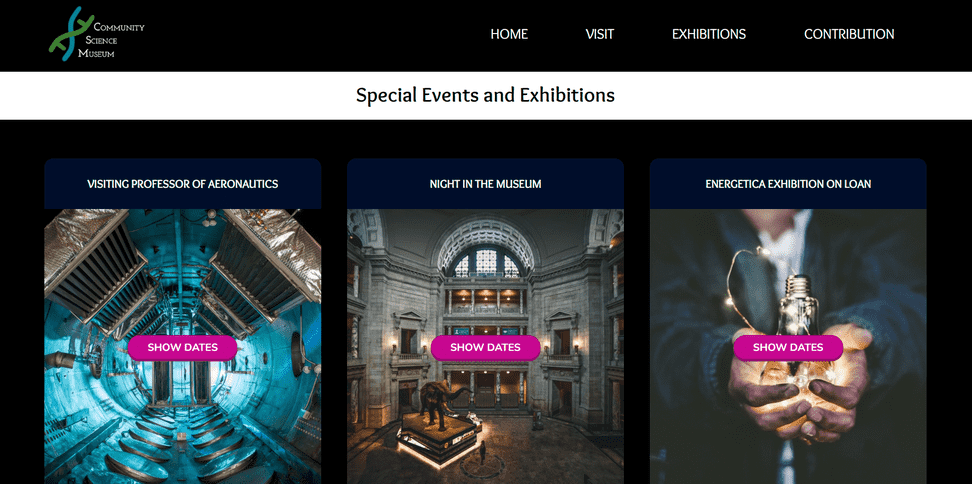 Community
Science
Museum
HOME VISIT EXHIBITIONS CONTRIBUTION
Special Events and Exhibitions
VISITING PROFESSOR OF AERONAUTICS
NIGHT IN THE MUSEUM
ENERGETICA EXHIBITION ON LOAN
SHOW DATES
SHOW DATES
SHOW DATES